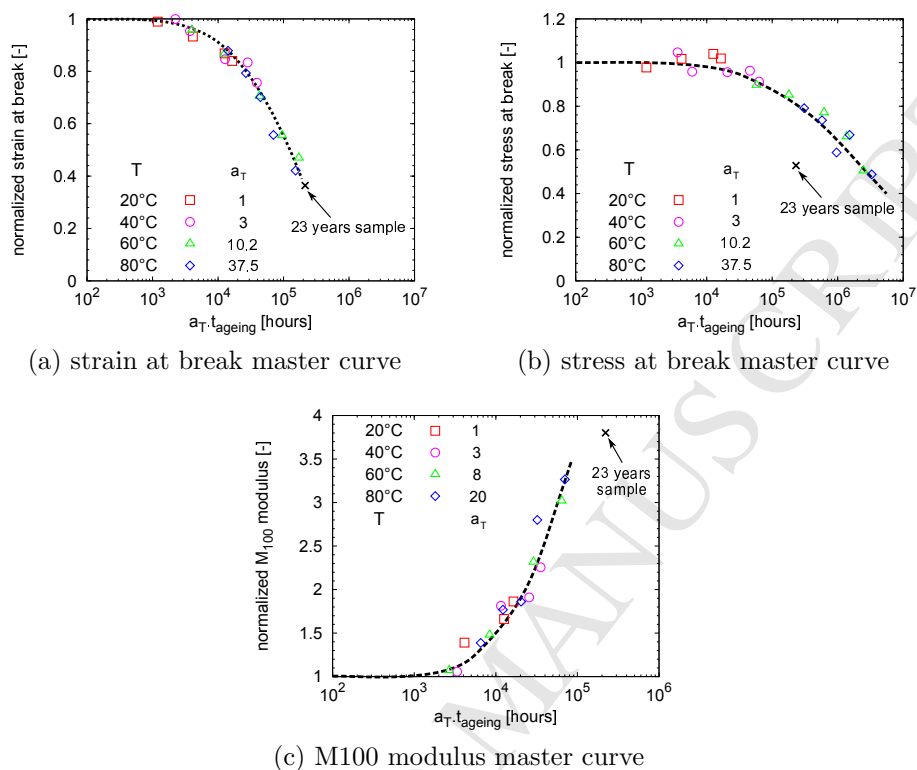 normalized strain at break [-]
1
0.8
0.6
0.4
0.2
0
T a_T
20°C 1
40°C 3
60°C 10.2
80°C 37.5
23 years sample
10^2 10^3 10^4 10^5 10^6 10^7
a_T.t_ageing [hours]
(a) strain at break master curve
normalized stress at break [-]
1.2
1
0.8
0.6
0.4
0.2
0
T a_T
20°C 1
40°C 3
60°C 10.2
80°C 37.5
23 years sample
10^2 10^3 10^4 10^5 10^6 10^7
a_T.t_ageing [hours]
(b) stress at break master curve
normalized M_100 modulus [-]
4
3.5
3
2.5
2
1.5
1
20°C 1
40°C 3
60°C 8
80°C 20
T a_T
23 years
sample
10^2 10^3 10^4 10^5 10^6
a_T.t_ageing [hours]
(c) M100 modulus master curve
MANUSCRIPT